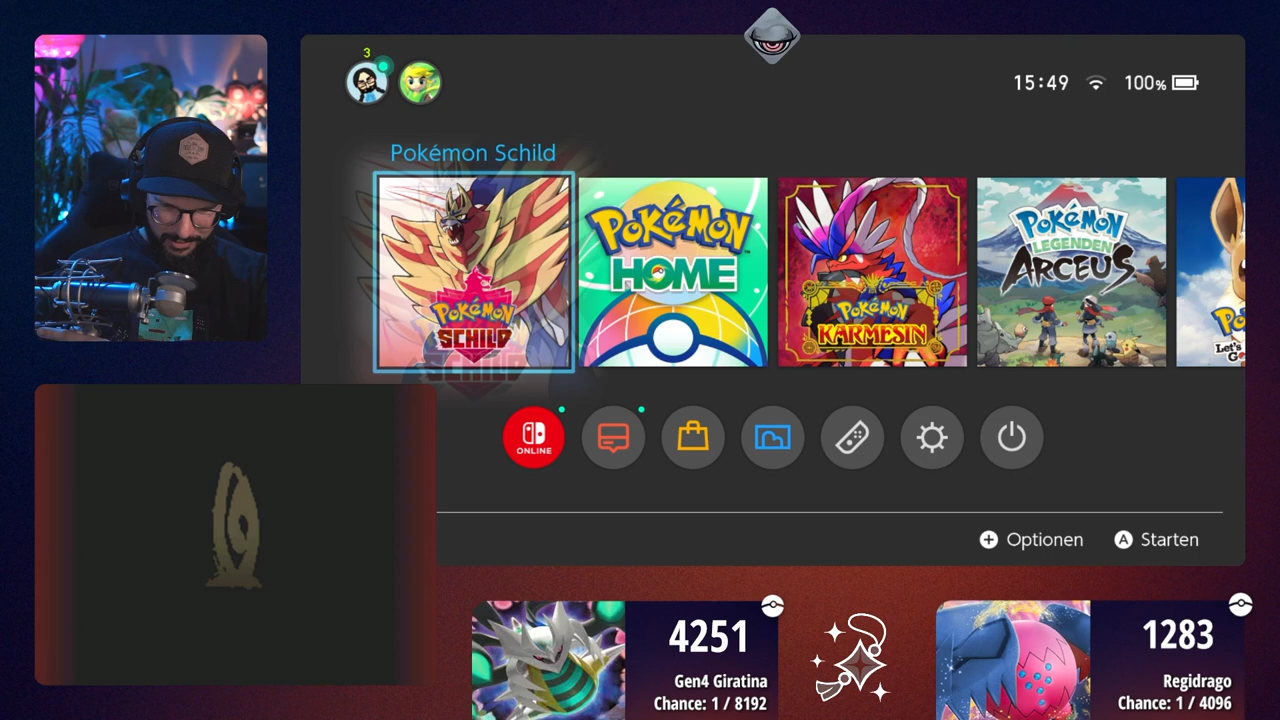 3
15:49
100%
Pokémon Schild
POKéMON
SCHILD
POKéMON
HOME
POKéMON
KARMESIN
POKéMON
LEGENDEN
ARCEUS
Let's
ONLINE
Optionen
A Starten
4251
Gen4 Giratina
Chance: 1 / 8192
1283
Regidrago
Chance: 1 / 4096